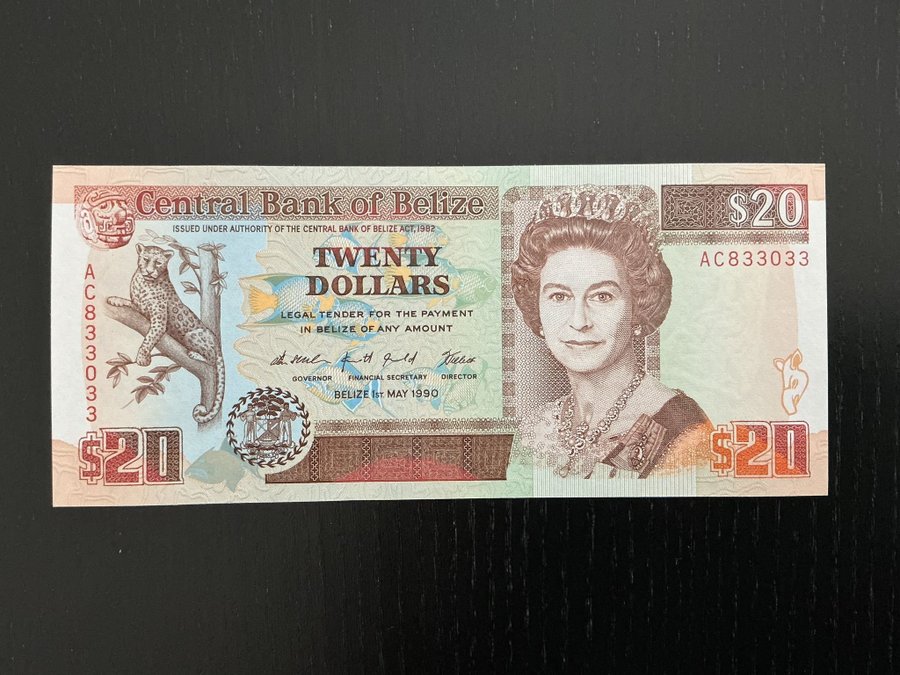 Central Bank of Belize
$20
ISSUED UNDER AUTHORITY OF THE CENTRAL BANK OF BELIZE ACT, 1982
AC833033
TWENTY
DOLLARS
AC833033
LEGAL TENDER FOR THE PAYMENT
IN BELIZE OF ANY AMOUNT
GOVERNOR FINANCIAL SECRETARY DIRECTOR
BELIZE 1ST. MAY 1990
$20
$20